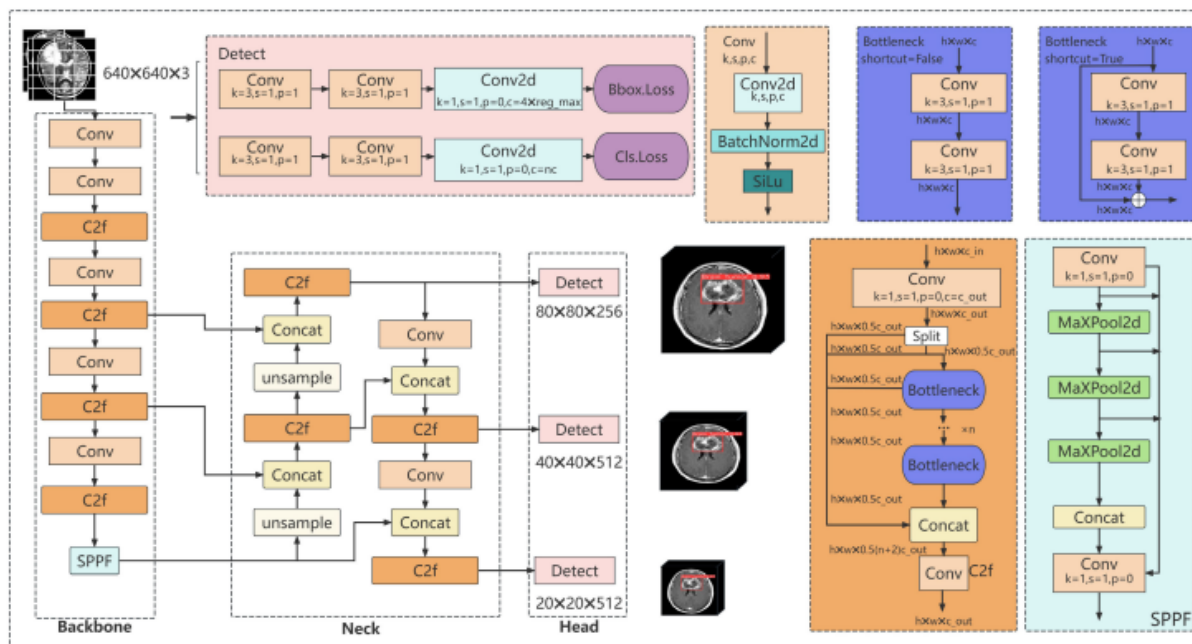 640×640×3
Detect
Conv
k=3,s=1,p=1
Conv
k=3,s=1,p=1
Conv2d
k=1,s=1,p=0,c=4×reg_max
Bbox.Loss
Conv
k=3,s=1,p=1
Conv
k=3,s=1,p=1
Conv2d
k=1,s=1,p=0,c=nc
Cls.Loss
Conv
k,s,p,c
Conv2d
k,s,p,c
BatchNorm2d
SiLu
Bottleneck
shortcut=False
h×w×c
Conv
k=3,s=1,p=1
h×w×c
Conv
k=3,s=1,p=1
h×w×c
Bottleneck
shortcut=True
h×w×c
Conv
k=3,s=1,p=1
h×w×c
Conv
k=3,s=1,p=1
h×w×c
h×w×c
Conv
Conv
C2f
Conv
C2f
Conv
C2f
Conv
C2f
SPPF
Backbone
C2f
Concat
unsample
C2f
Concat
unsample
Conv
Concat
C2f
Conv
Concat
C2f
Neck
Detect
80×80×256
Detect
40×40×512
Detect
20×20×512
Head
h×w×c_in
Conv
k=1,s=1,p=0,c=c_out
h×w×c_out
h×w×0.5c_out
Split
h×w×0.5c_out
h×w×0.5c_out
Bottleneck
h×w×0.5c_out
×n
h×w×0.5c_out
Bottleneck
h×w×0.5c_out
Concat
h×w×0.5(n+2)c_out
Conv
C2f
h×w×c_out
Conv
k=1,s=1,p=0
MaXPool2d
MaXPool2d
MaXPool2d
Concat
Conv
k=1,s=1,p=0
SPPF